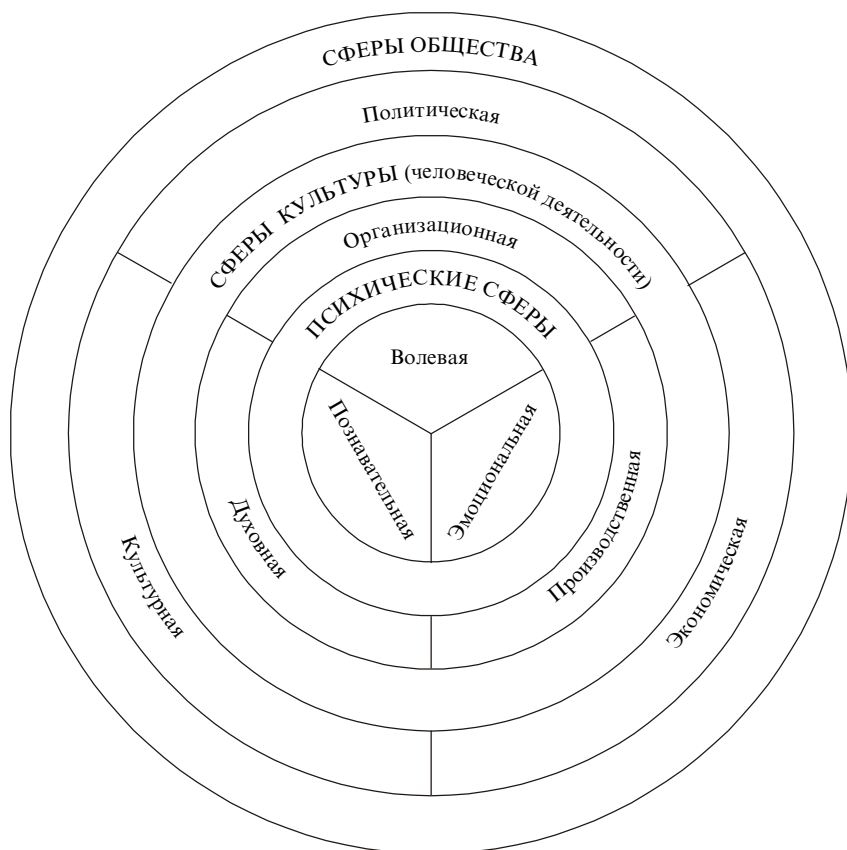 СФЕРЫ ОБЩЕСТВА
Политическая
СФЕРЫ КУЛЬТУРЫ (человеческой деятельности)
Организационная
ПСИХИЧЕСКИЕ СФЕРЫ
Волевая
Познавательная
Эмоциональная
Духовная
Производственная
Культурная
Экономическая